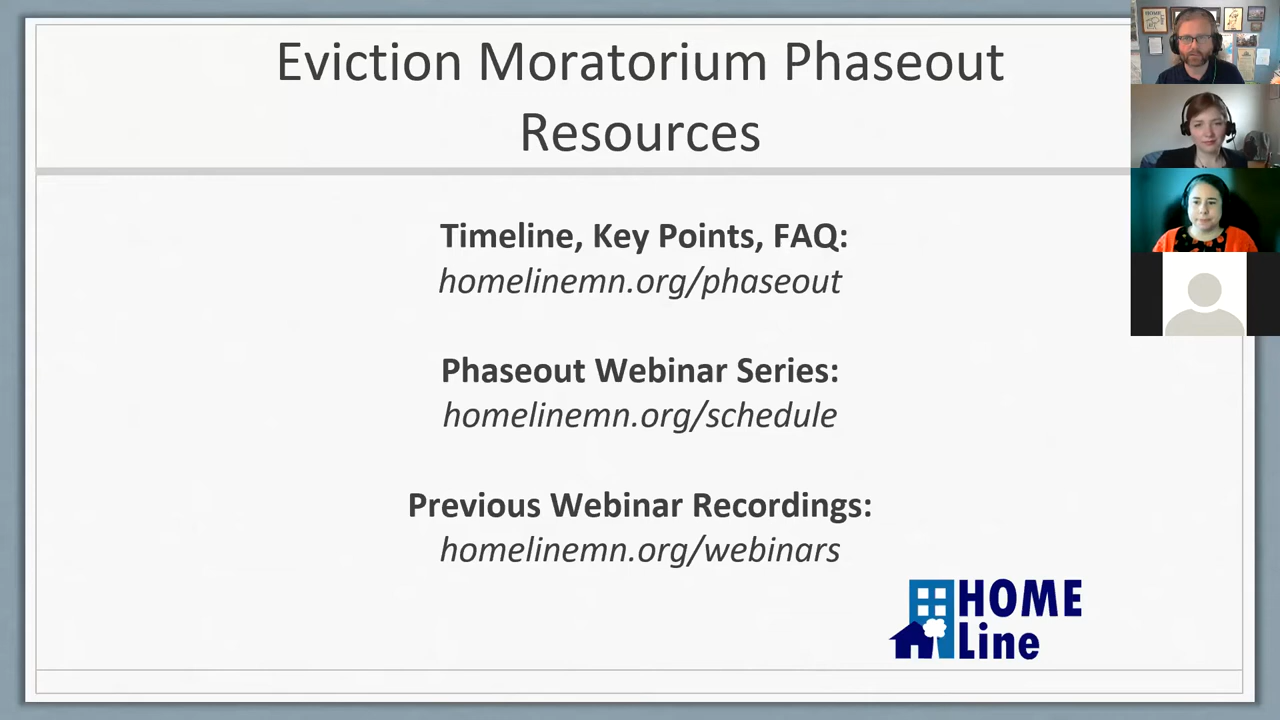 Eviction Moratorium Phaseout
Resources
Timeline, Key Points, FAQ:
homelinemn.org/phaseout
Phaseout Webinar Series:
homelinemn.org/schedule
Previous Webinar Recordings:
homelinemn.org/webinars
HOME
Line